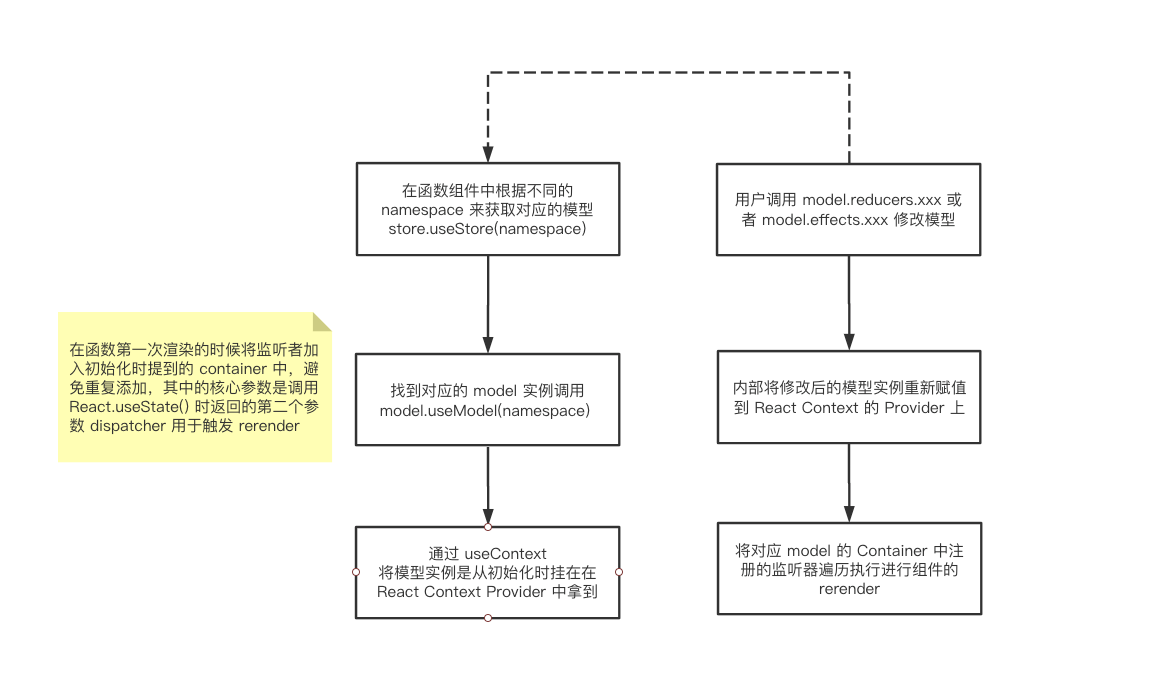 在函数组件中根据不同的
namespace 来获取对应的模型
store.useStore(namespace)
用户调用 model.reducers.xxx 或
者 model.effects.xxx 修改模型
在函数第一次渲染的时候将监听者加
入初始化时提到的 container 中，避
免重复添加，其中的核心参数是调用
React.useState() 时返回的第二个参
数 dispatcher 用于触发 rerender
找到对应的 model 实例调用
model.useModel(namespace)
内部将修改后的模型实例重新赋值
到 React Context 的 Provider 上
通过 useContext
将模型实例是从初始化时挂在在
React Context Provider 中拿到
将对应 model 的 Container 中注
册的监听器遍历执行进行组件的
rerender